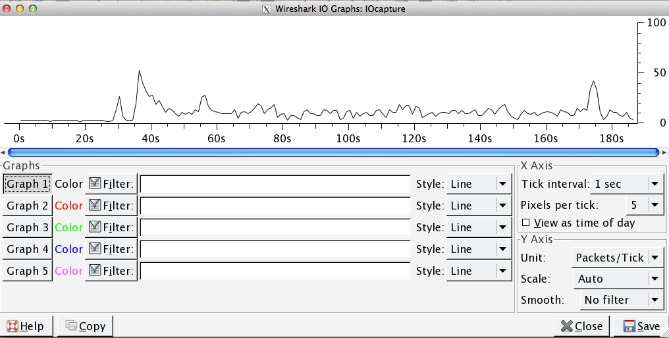 Wireshark IO Graphs: IOcapture
100
50
0
0s 20s 40s 60s 80s 100s 120s 140s 160s 180s
Graphs
Graph 1 Color Filter: Style: Line
Graph 2 Color Filter: Style: Line
Graph 3 Color Filter: Style: Line
Graph 4 Color Filter: Style: Line
Graph 5 Color Filter: Style: Line
X Axis
Tick interval: 1 sec
Pixels per tick: 5
View as time of day
Y Axis
Unit: Packets/Tick
Scale: Auto
Smooth: No filter
Help Copy Close Save